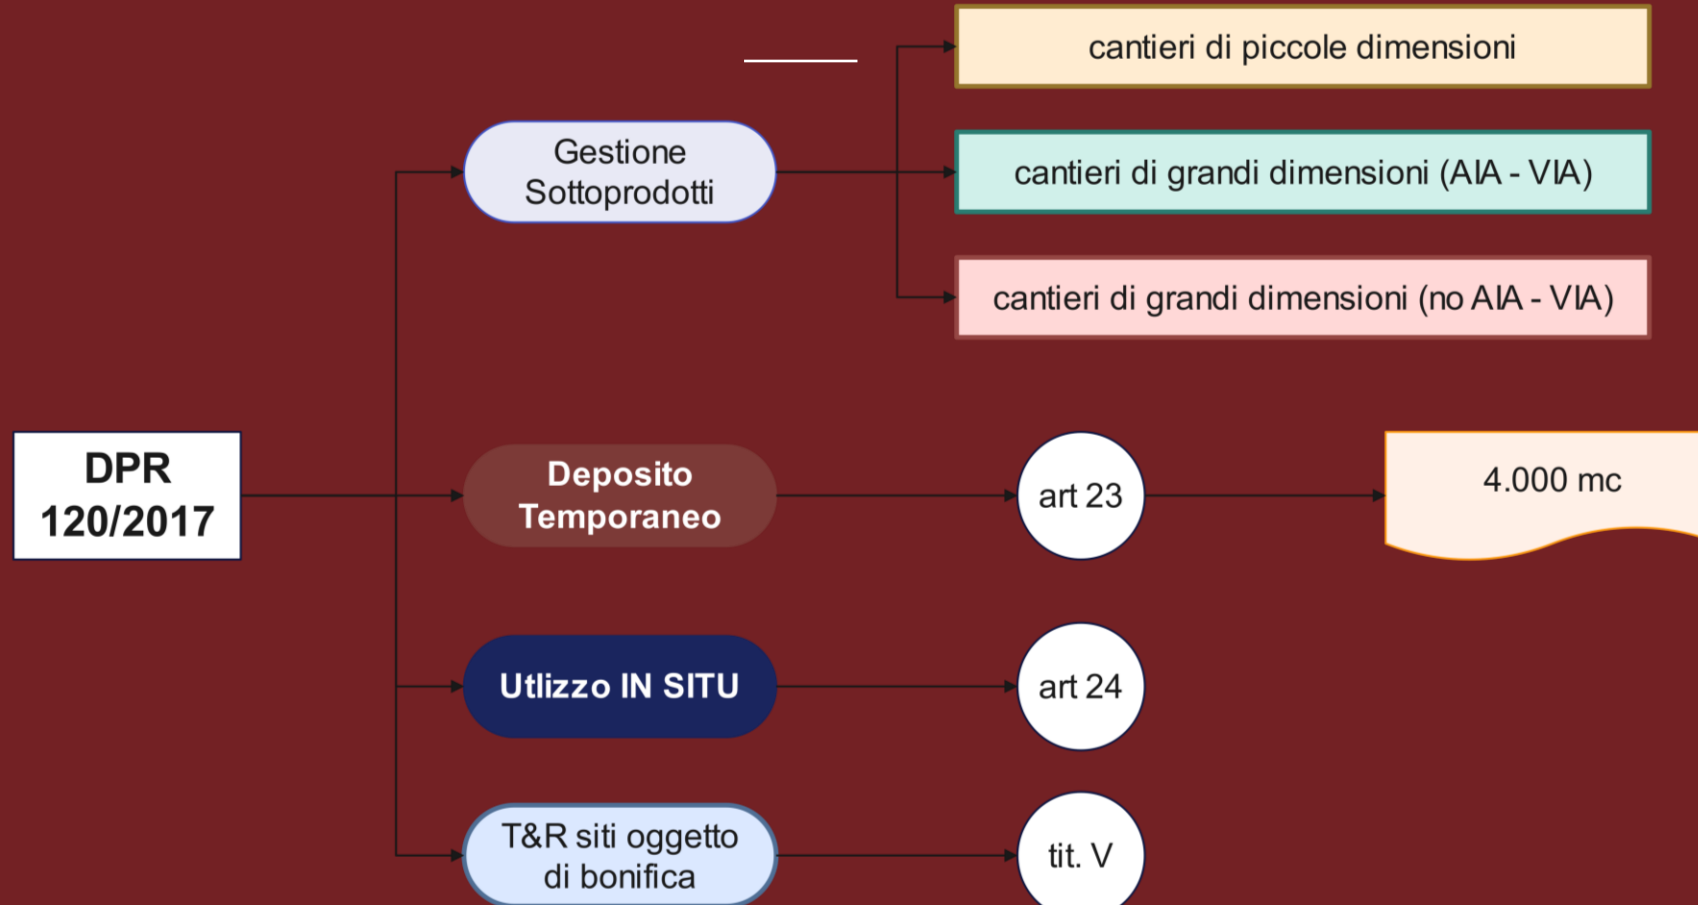 cantieri di piccole dimensioni
Gestione
Sottoprodotti
cantieri di grandi dimensioni (AIA - VIA)
cantieri di grandi dimensioni (no AIA - VIA)
DPR
120/2017
Deposito
Temporaneo
art 23
4.000 mc
Utlizzo IN SITU
art 24
T&R siti oggetto
di bonifica
tit. V